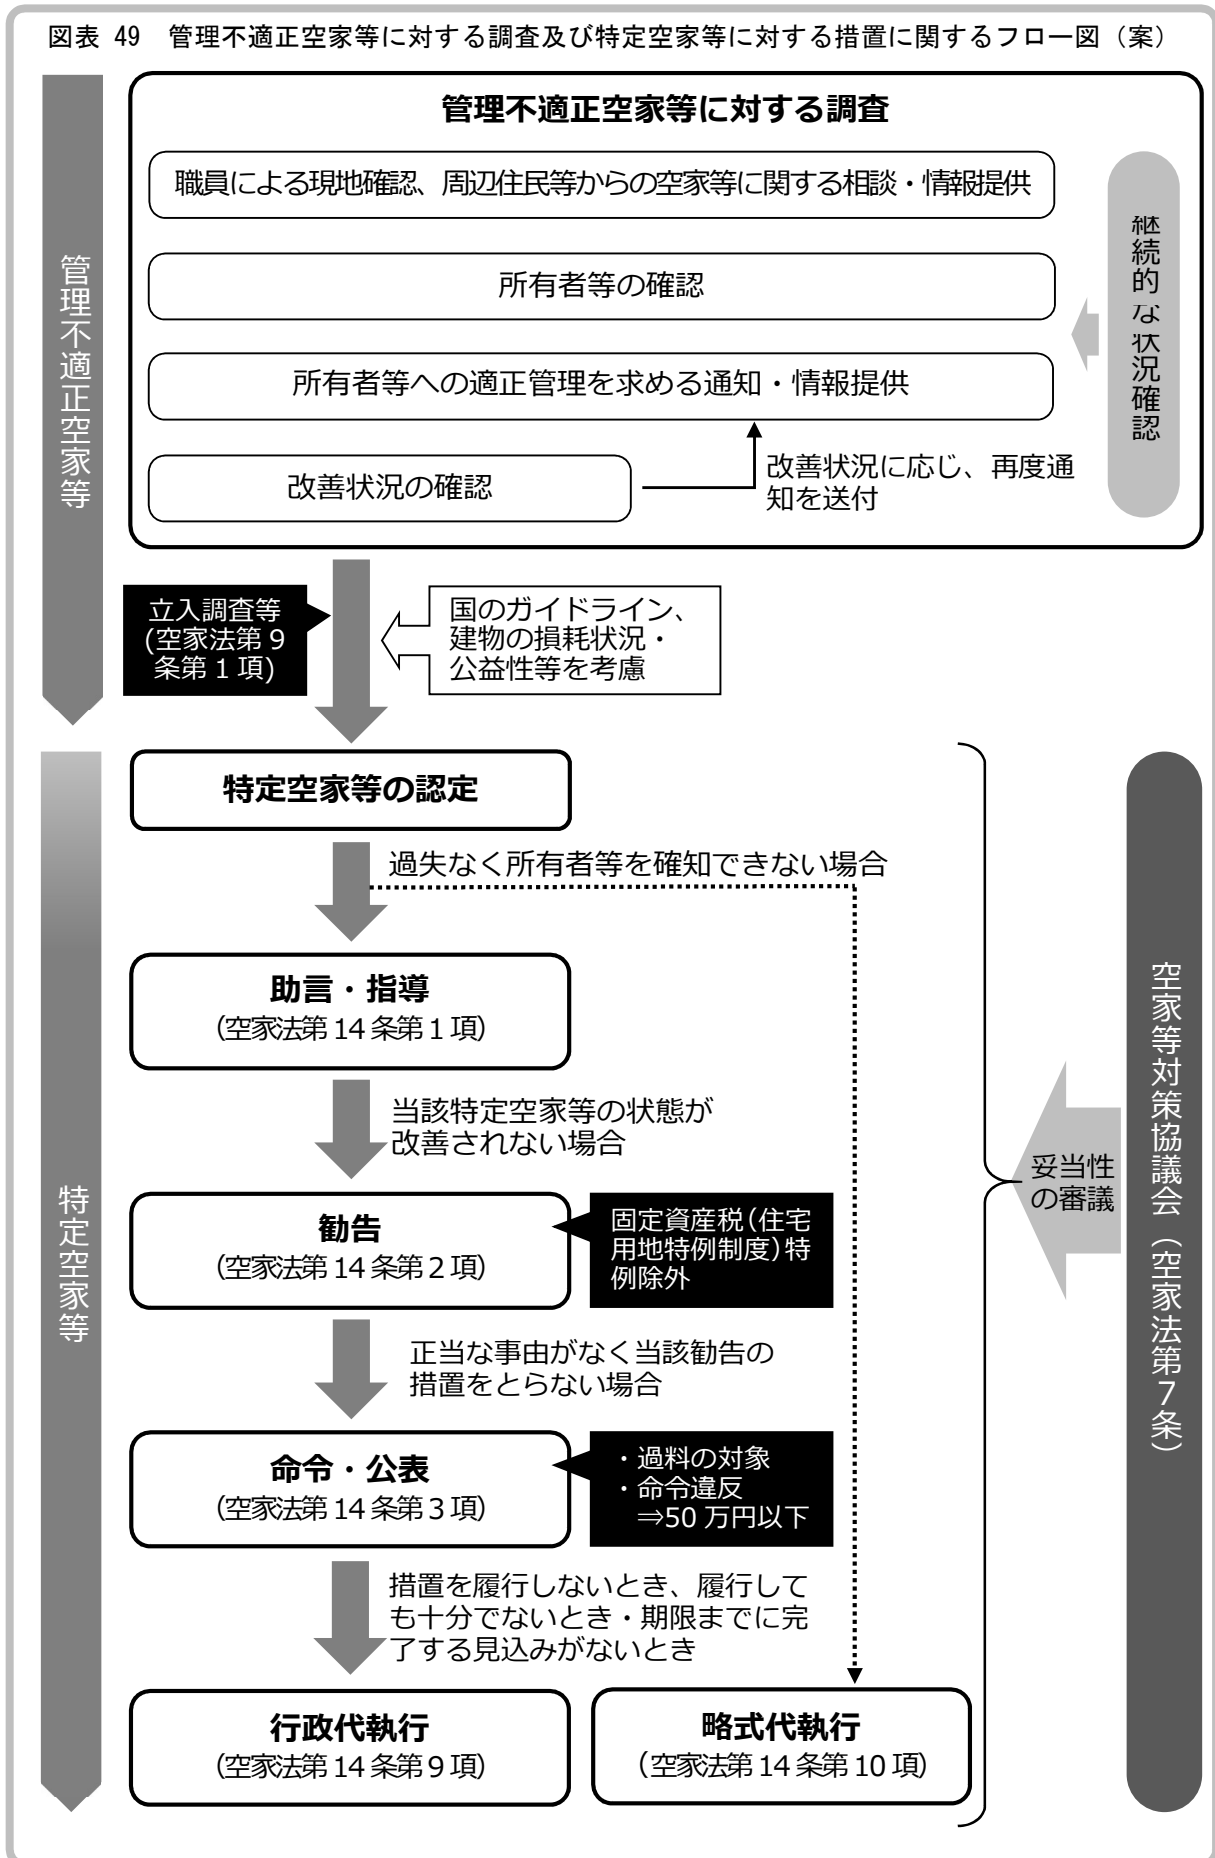 図表 49 管理不適正空家等に対する調査及び特定空家等に対する措置に関するフロー図（案）
管理不適正空家等
管理不適正空家等に対する調査
職員による現地確認、周辺住民等からの空家等に関する相談・情報提供
所有者等の確認
所有者等への適正管理を求める通知・情報提供
改善状況の確認
改善状況に応じ、再度通
知を送付
継続的な状況確認
立入調査等
(空家法第９
条第１項)
国のガイドライン、
建物の損耗状況・
公益性等を考慮
特定空家等
特定空家等の認定
過失なく所有者等を確知できない場合
助言・指導
（空家法第 14 条第１項）
当該特定空家等の状態が
改善されない場合
勧告
（空家法第 14 条第２項）
固定資産税（住宅
用地特例制度）特
例除外
正当な事由がなく当該勧告の
措置をとらない場合
命令・公表
（空家法第 14 条第３項）
・過料の対象
・命令違反
⇒50 万円以下
措置を履行しないとき、履行して
も十分でないとき・期限までに完
了する見込みがないとき
行政代執行
（空家法第 14 条第９項）
略式代執行
（空家法第 14 条第 10 項）
妥当性
の審議
空家等対策協議会（空家法第７条）